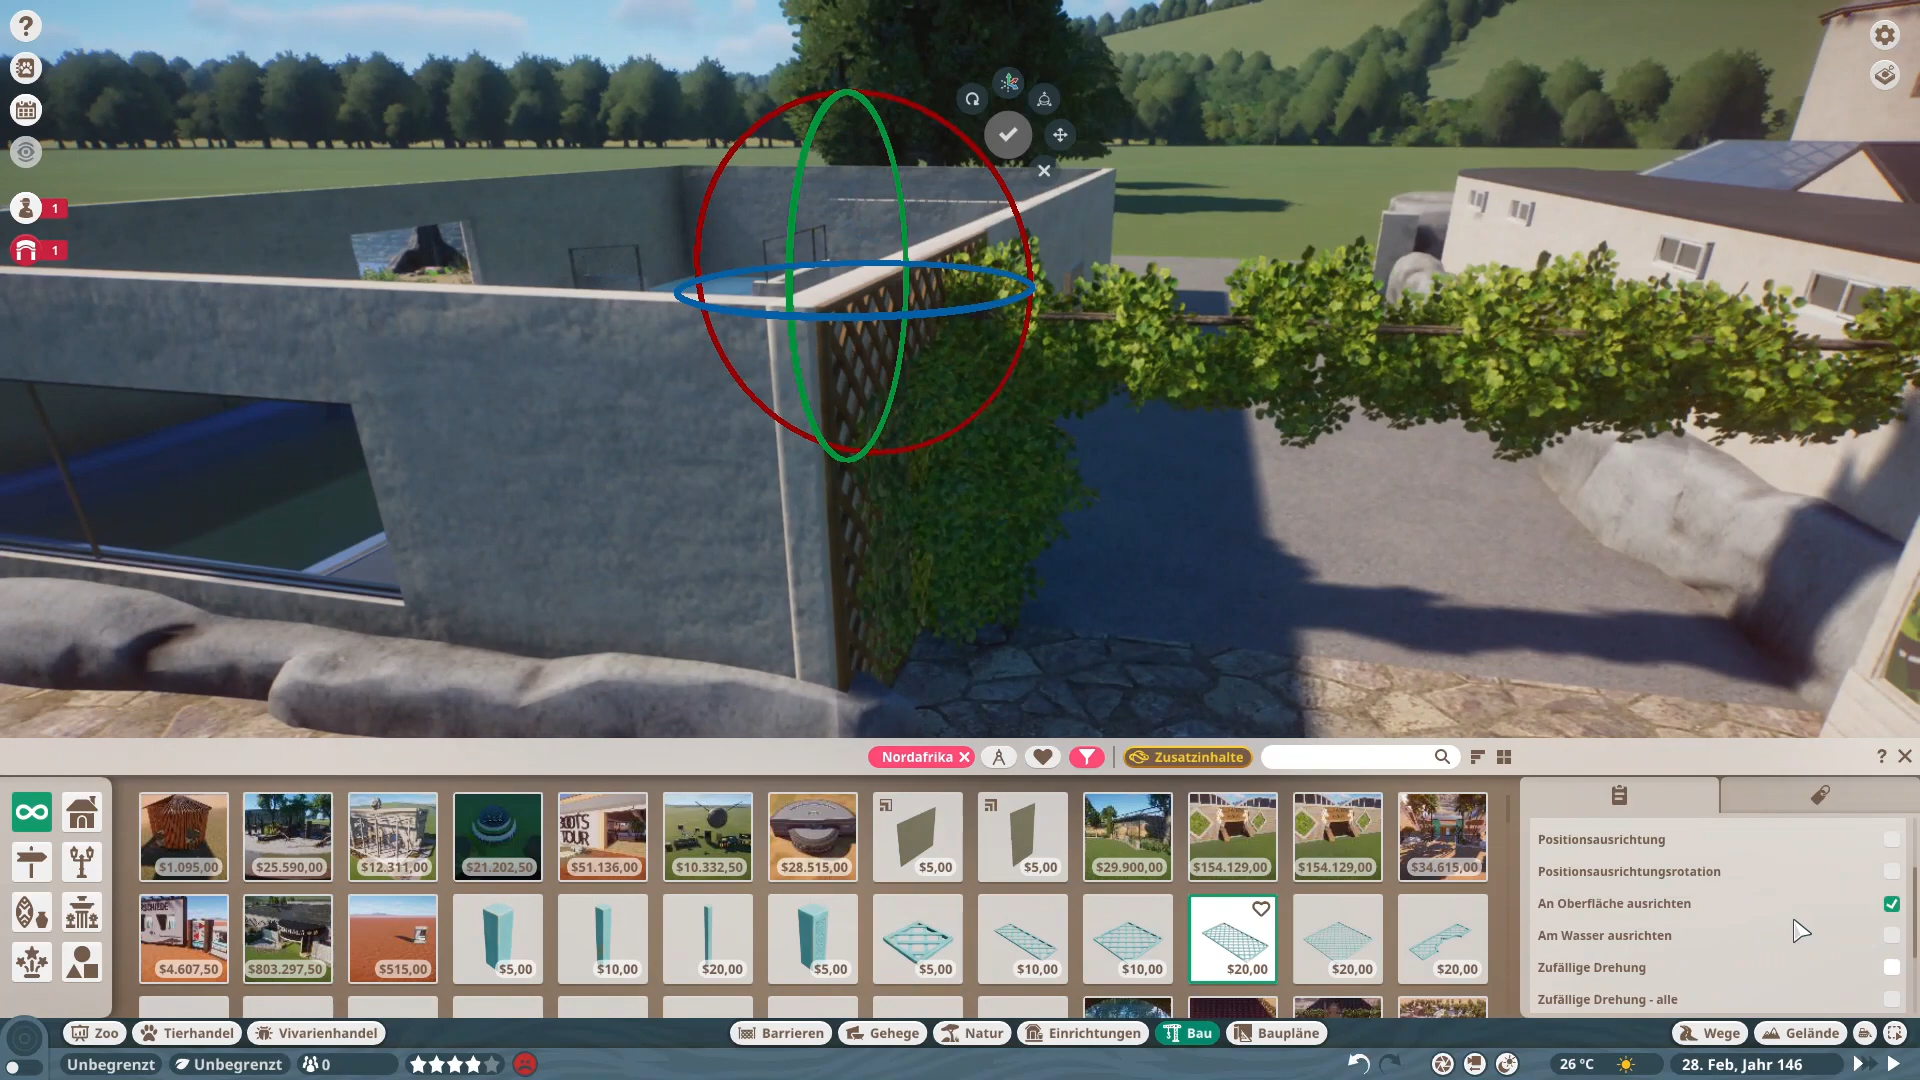 ?
1
1
Nordafrika
Zusatzinhalte
?
$1.095,00
$25.590,00
$12.311,00
$21.202,50
$51.136,00
$10.332,50
$28.515,00
$5,00
$5,00
$29.900,00
$154.129,00
$154.129,00
$34.615,00
$4.607,50
$803.297,50
$515,00
$5,00
$10,00
$20,00
$5,00
$5,00
$10,00
$10,00
$20,00
$20,00
$20,00
Positionsausrichtung
Positionsausrichtungsrotation
An Oberfläche ausrichten
Am Wasser ausrichten
Zufällige Drehung
Zufällige Drehung - alle
Zoo
Tierhandel
Vivarienhandel
Barrieren
Gehege
Natur
Einrichtungen
Bau
Baupläne
Wege
Gelände
Unbegrenzt
Unbegrenzt
0
26 °C
28. Feb, Jahr 146